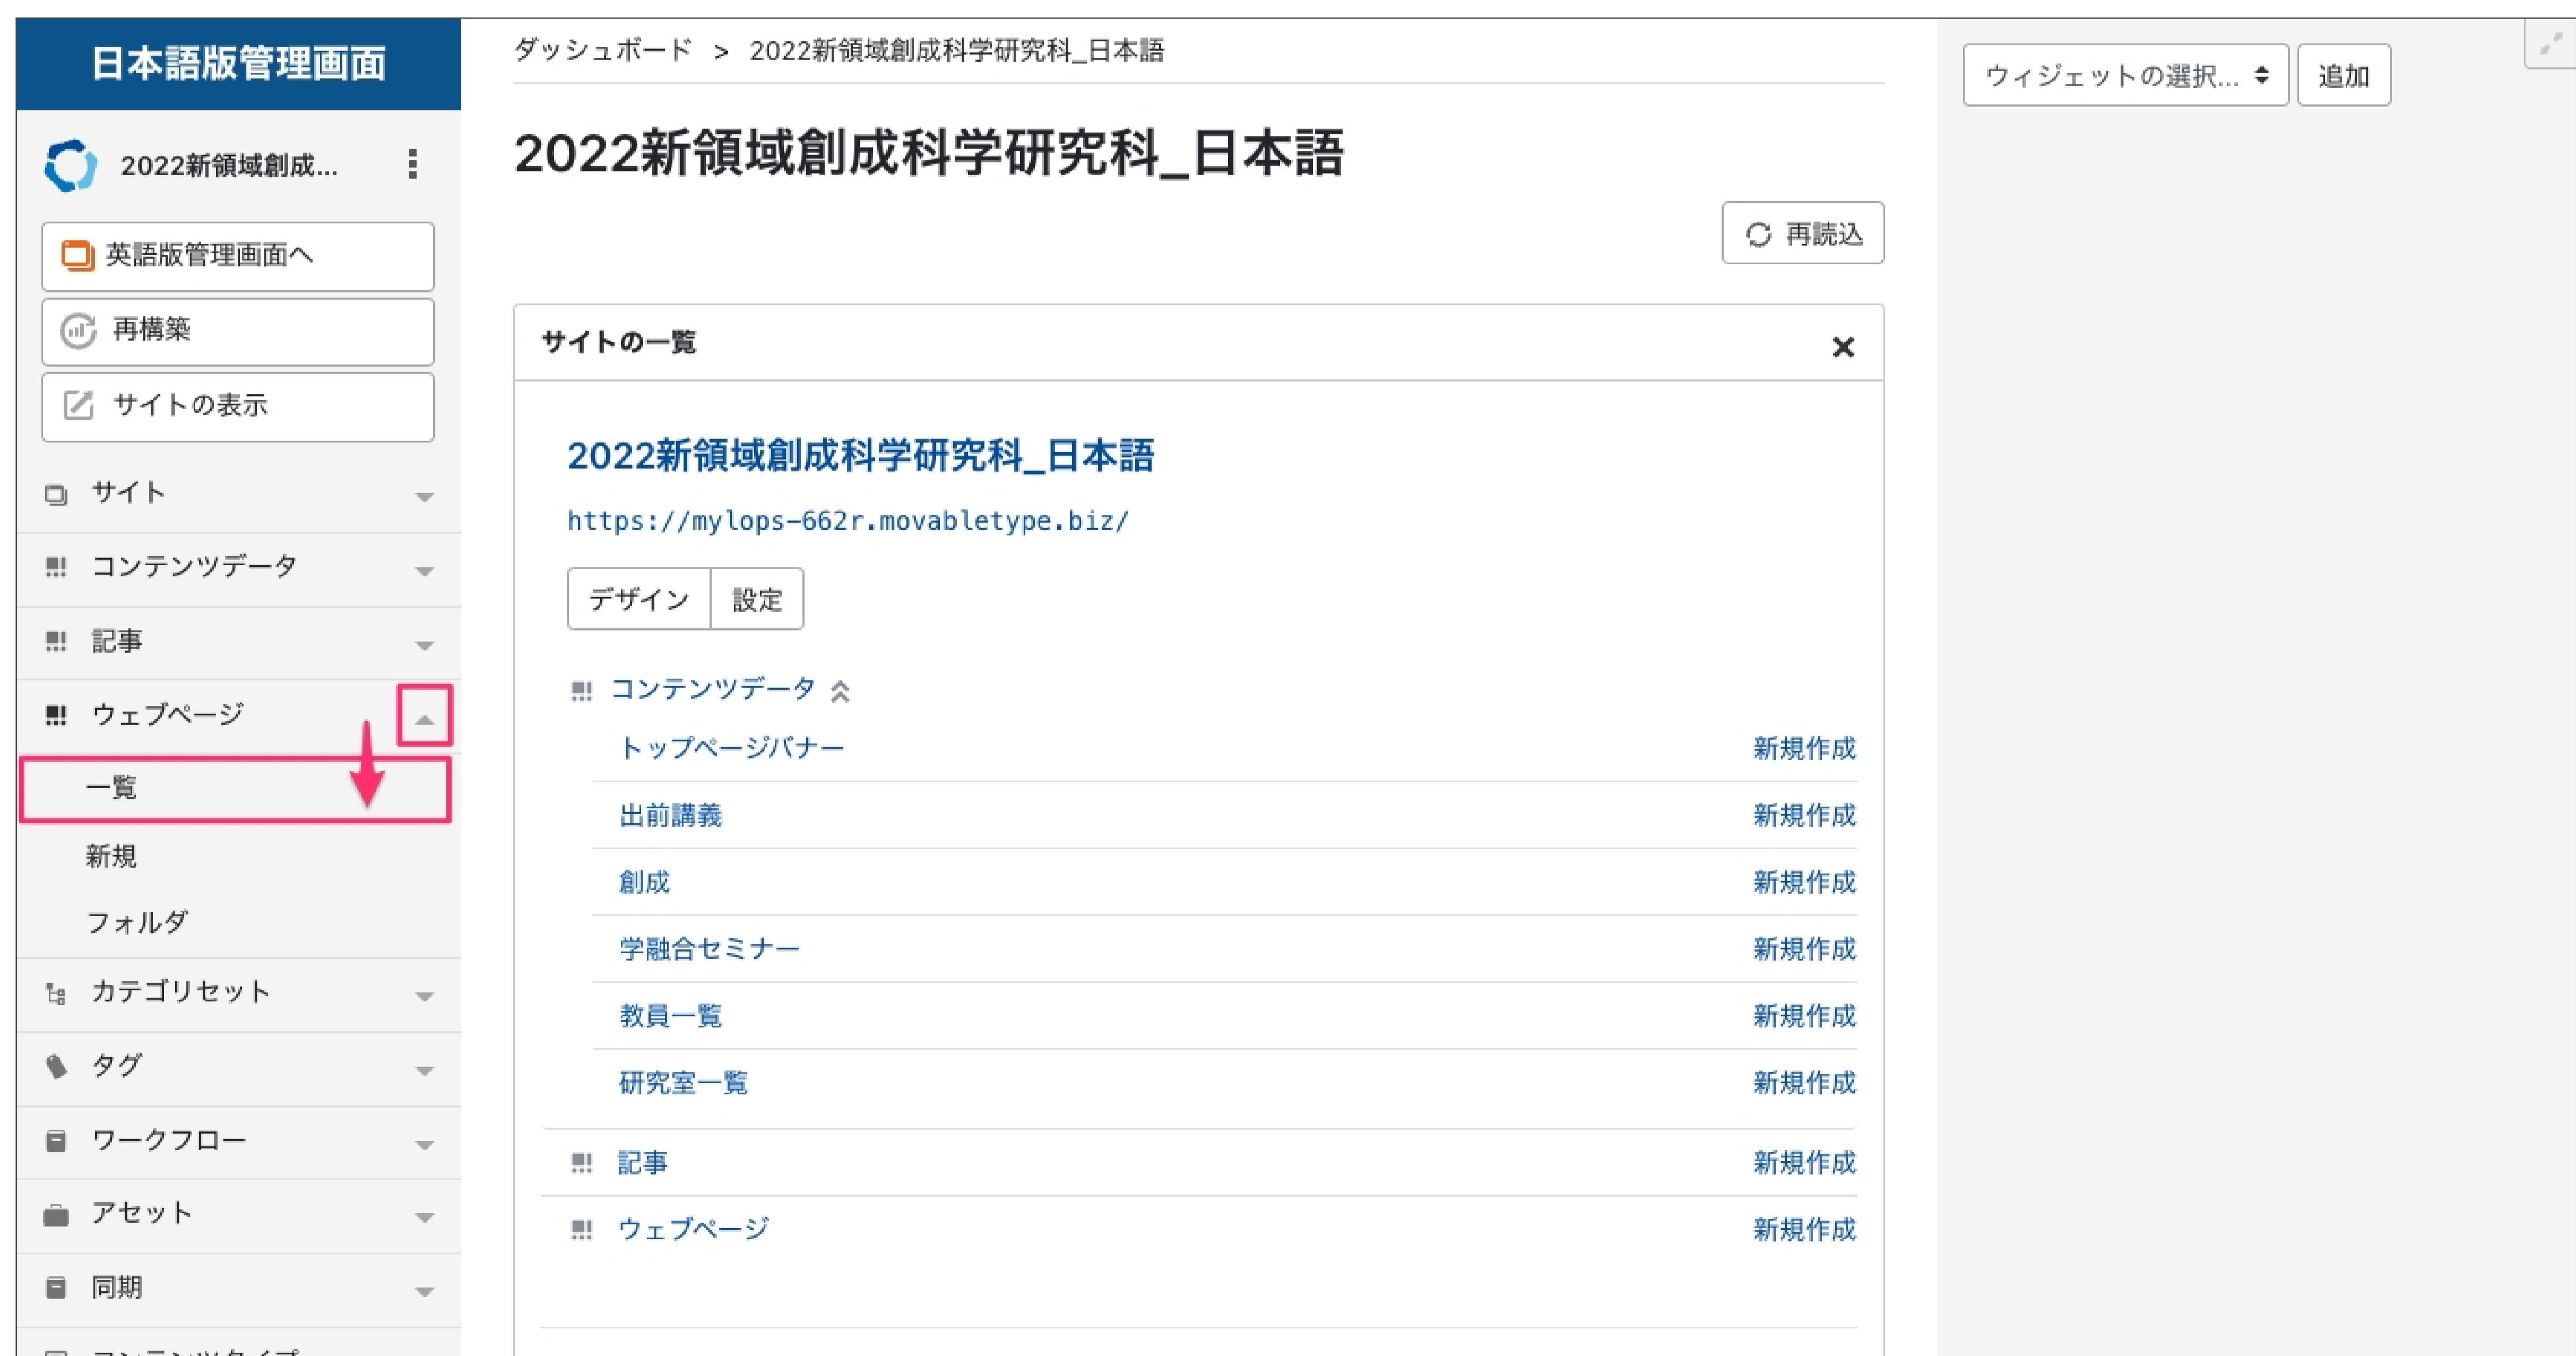 日本語版管理画面
2022新領域創成...
英語版管理画面へ
再構築
サイトの表示
サイト
コンテンツデータ
記事
ウェブページ
一覧
新規
フォルダ
カテゴリセット
タグ
ワークフロー
アセット
同期
コンテンツタイプ
ダッシュボード > 2022新領域創成科学研究科_日本語
2022新領域創成科学研究科_日本語
再読込
サイトの一覧
2022新領域創成科学研究科_日本語
https://mylops-662r.movabletype.biz/
デザイン 設定
コンテンツデータ
トップページバナー 新規作成
出前講義 新規作成
創成 新規作成
学融合セミナー 新規作成
教員一覧 新規作成
研究室一覧 新規作成
記事 新規作成
ウェブページ 新規作成
ウィジェットの選択... 追加